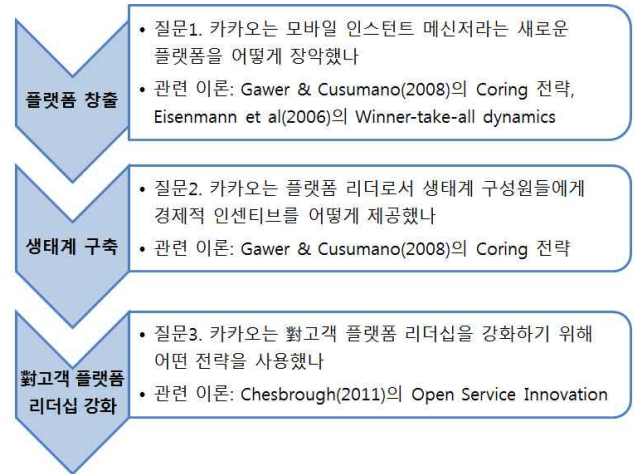 플랫폼 창출
• 질문1. 카카오는 모바일 인스턴트 메신저라는 새로운
플랫폼을 어떻게 장악했나
• 관련 이론: Gawer & Cusumano(2008)의 Coring 전략,
Eisenmann et al(2006)의 Winner-take-all dynamics
생태계 구축
• 질문2. 카카오는 플랫폼 리더로서 생태계 구성원들에게
경제적 인센티브를 어떻게 제공했나
• 관련 이론: Gawer & Cusumano(2008)의 Coring 전략
對고객 플랫폼
리더십 강화
• 질문3. 카카오는 對고객 플랫폼 리더십을 강화하기 위해
어떤 전략을 사용했나
• 관련 이론: Chesbrough(2011)의 Open Service Innovation